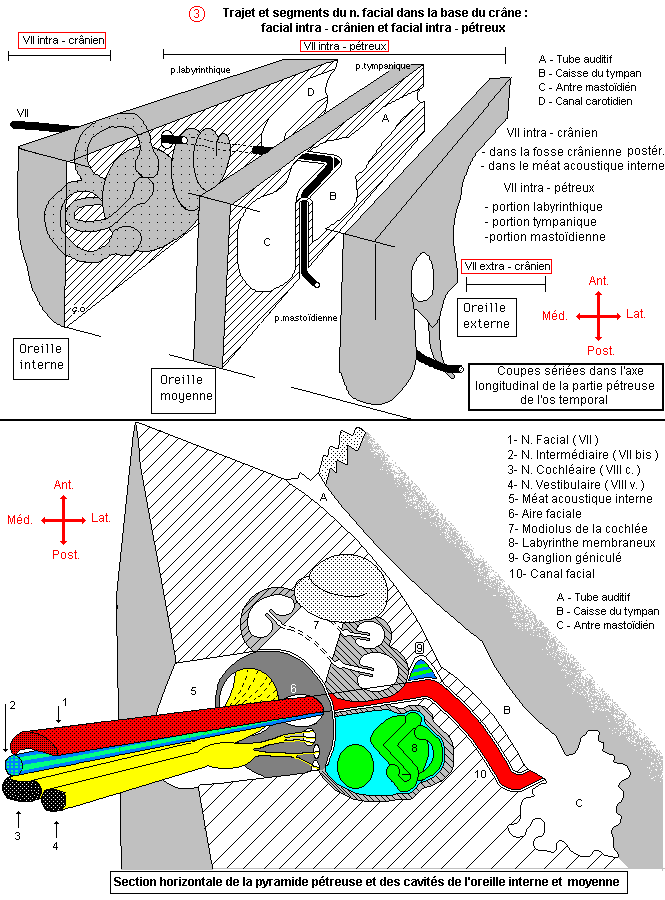 3 Trajet et segments du n. facial dans la base du crâne :
facial intra - crânien et facial intra - pétreux
VII intra - crânien
VII intra - pétreux
p.labyrinthique
p.tympanique
A - Tube auditif
B - Caisse du tympan
C - Antre mastoïdien
D - Canal carotidien
VII
D
A
B
C
VII intra - crânien
- dans la fosse crânienne postér.
- dans le méat acoustique interne
VII intra - pétreux
- portion labyrinthique
- portion tympanique
-portion mastoïdienne
VII extra - crânien
p.mastoïdienne
Oreille
interne
Oreille
moyenne
Oreille
externe
Ant.
Méd.
Lat.
Post.
Coupes sériées dans l'axe
longitudinal de la partie pétreuse
de l'os temporal
1- N. Facial ( VII )
2- N. Intermédiaire ( VII bis )
3- N. Cochléaire ( VIII c. )
4- N. Vestibulaire ( VIII v. )
5- Méat acoustique interne
6- Aire faciale
7- Modiolus de la cochlée
8- Labyrinthe membraneux
9- Ganglion géniculé
10- Canal facial
A - Tube auditif
B - Caisse du tympan
C - Antre mastoïdién
Ant.
Méd.
Lat.
Post.
A
7
9
5
6
B
2
1
8
10
C
3
4
Section horizontale de la pyramide pétreuse et des cavités de l'oreille interne et moyenne